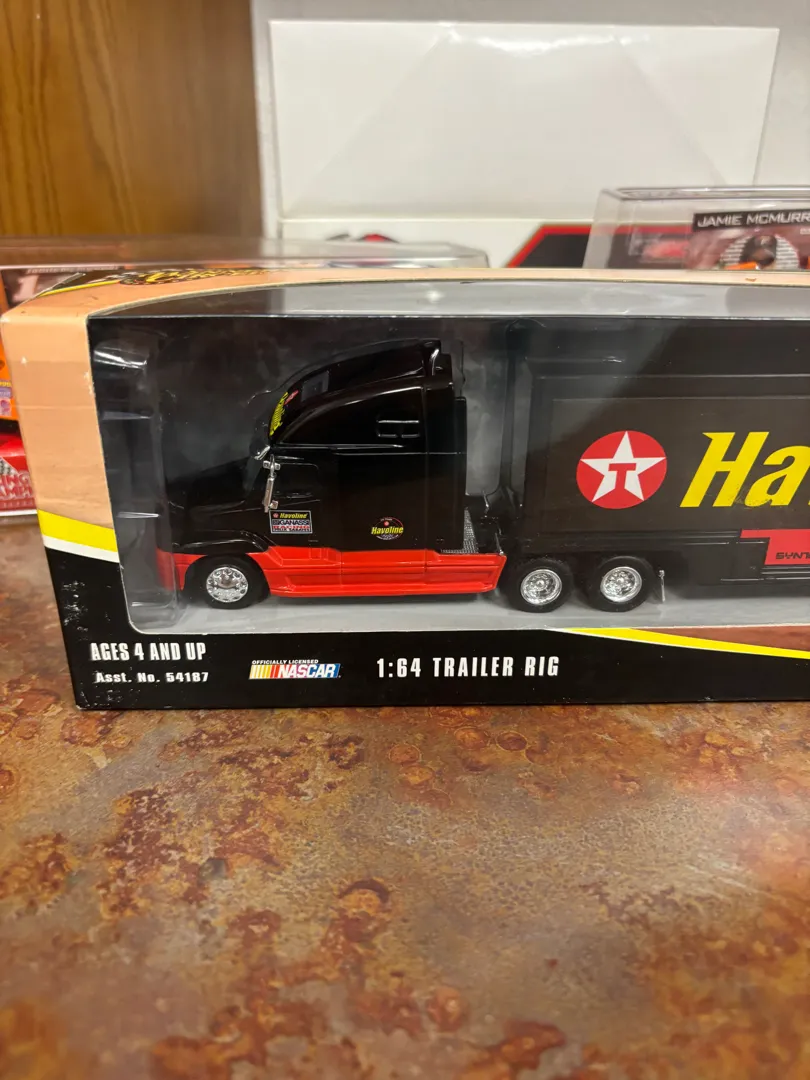 JAMIE MCMURR
T
Ha
SYNT
Havoline
Havoline
AGES 4 AND UP
Asst. No. 54187
OFFICIALLY LICENSED
NASCAR
1:64 TRAILER RIG